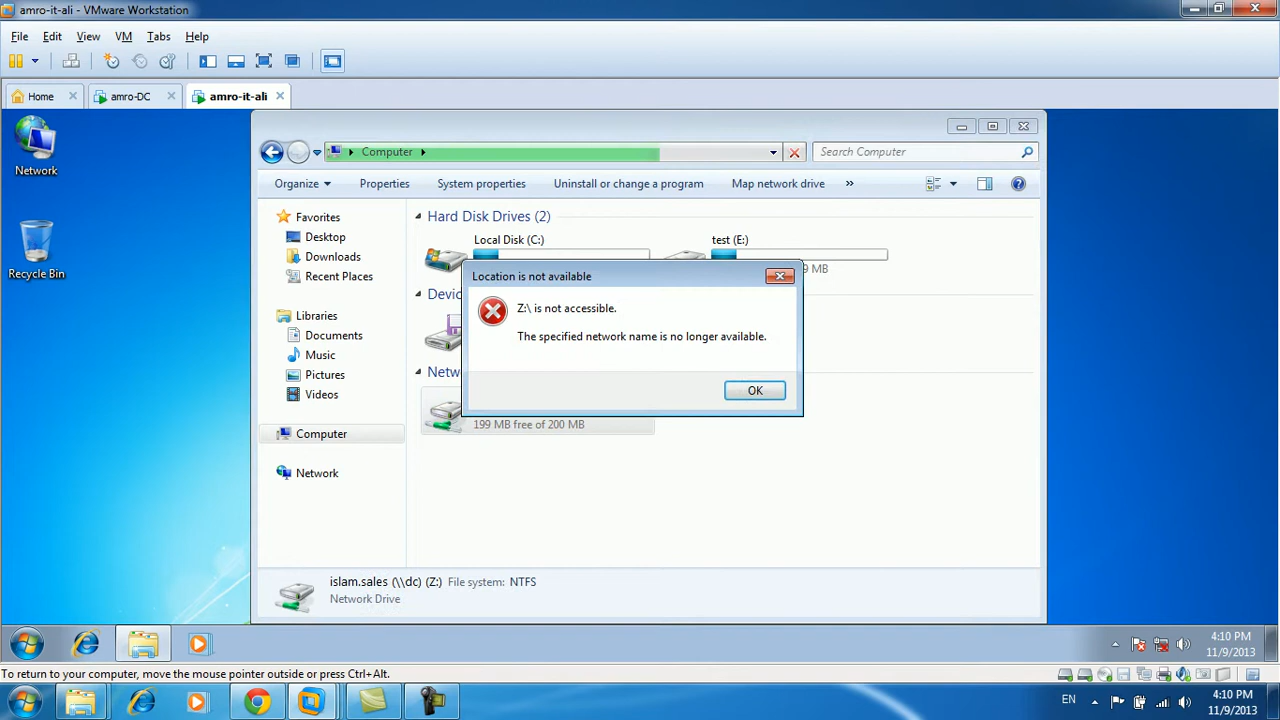 amro-it-ali - VMware Workstation
File Edit View VM Tabs Help
Home amro-DC amro-it-ali
Network
Recycle Bin
Computer Search Computer
Organize Properties System properties Uninstall or change a program Map network drive »
Favorites
Desktop
Downloads
Recent Places
Libraries
Documents
Music
Pictures
Videos
Computer
Network
Hard Disk Drives (2)
Local Disk (C:) test (E:)
9 MB
Devic
Netw
199 MB free of 200 MB
Location is not available
Z:\ is not accessible.
The specified network name is no longer available.
OK
islam.sales (\\dc) (Z:) File system: NTFS
Network Drive
4:10 PM
11/9/2013
To return to your computer, move the mouse pointer outside or press Ctrl+Alt.
EN 4:10 PM
11/9/2013